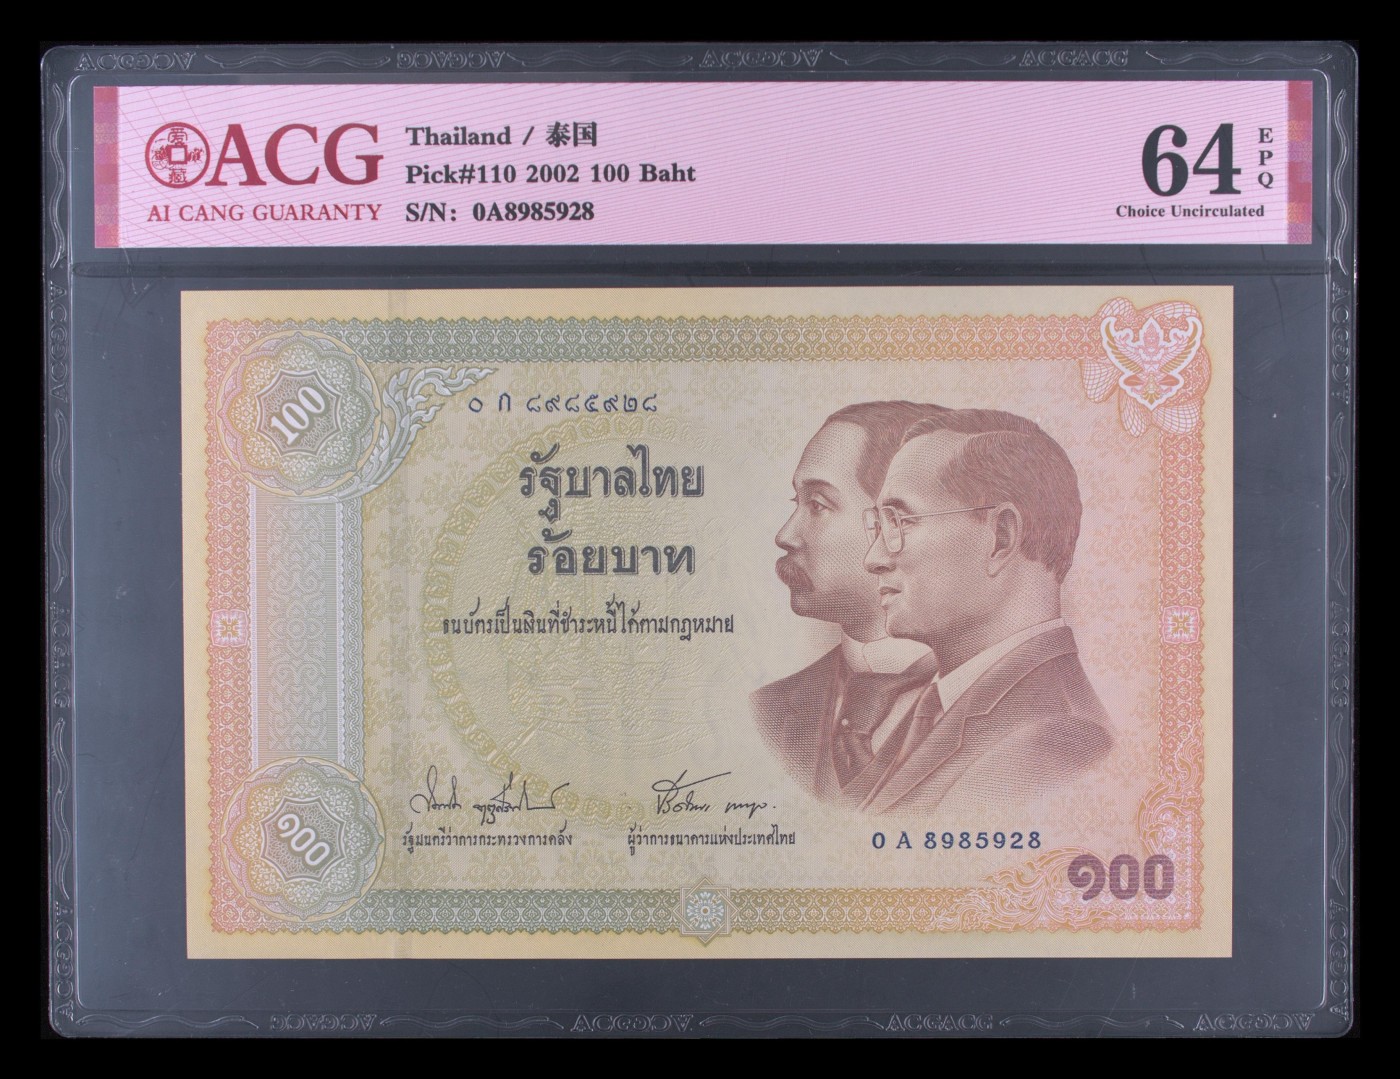 爱藏
ACG
AI CANG GUARANTY
Thailand / 泰国
Pick#110 2002 100 Baht
S/N: 0A8985928
64
EPQ
Choice Uncirculated
100
๐ ก ๘๙๘๕๙๒๘
รัฐบาลไทย
ร้อยบาท
ธนบัตรเป็นเงินที่ชำระหนี้ได้ตามกฎหมาย
รัฐมนตรีว่าการกระทรวงการคลัง
ผู้ว่าการธนาคารแห่งประเทศไทย
0 A 8985928
๑๐๐
๑๐๐